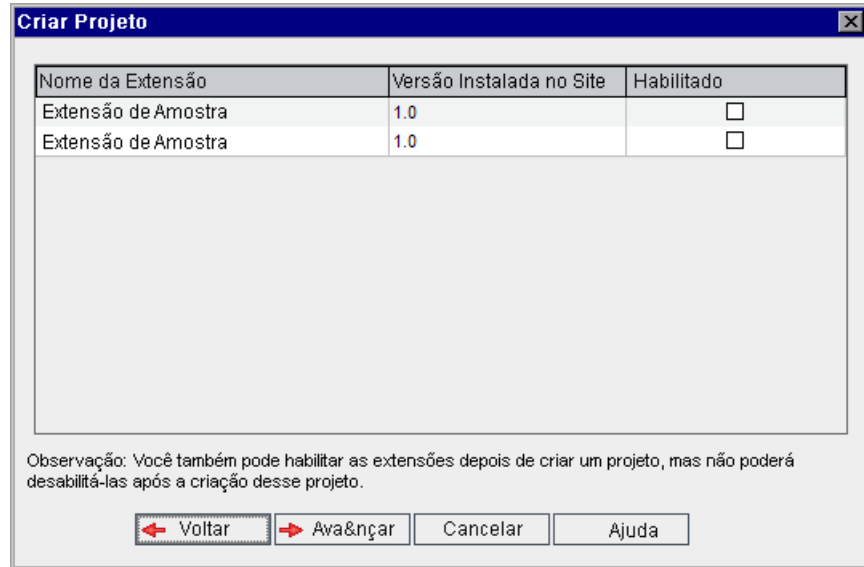 Criar Projeto
Nome da Extensão Versão Instalada no Site Habilitado
Extensão de Amostra 1.0
Extensão de Amostra 1.0
Observação: Você também pode habilitar as extensões depois de criar um projeto, mas não poderá
desabilitá-las após a criação desse projeto.
Voltar Ava&nçar Cancelar Ajuda